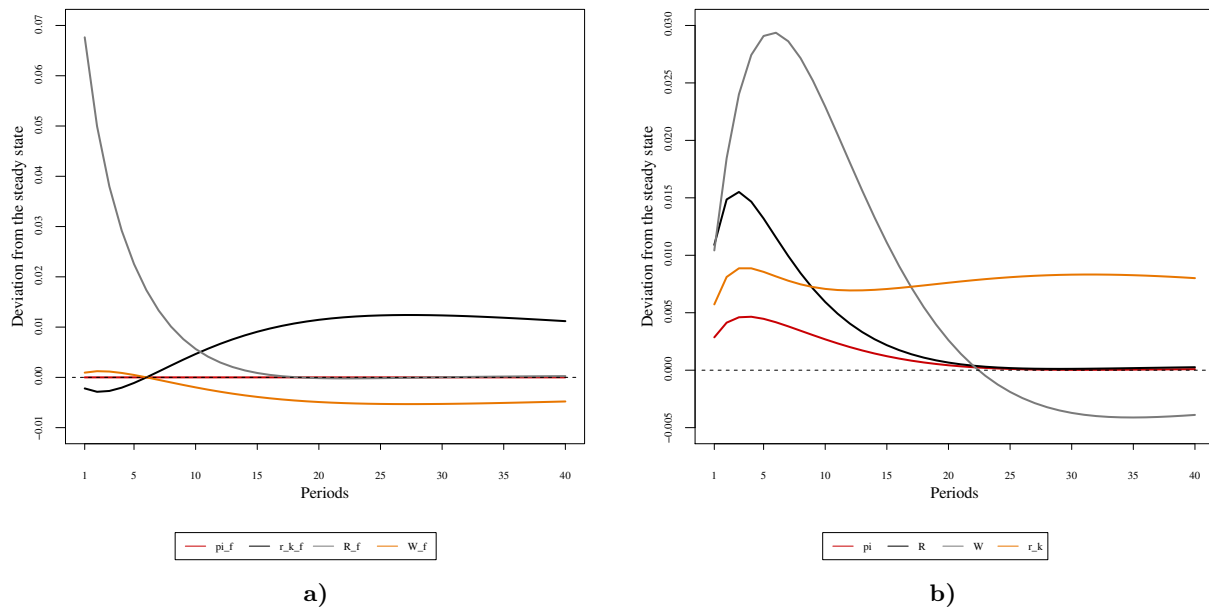 0.07
0.06
0.05
0.04
0.03
0.02
0.01
0.00
−0.01
Deviation from the steady state
1 5 10 15 20 25 30 35 40
Periods
pi_f r_k_f R_f W_f
a)
0.030
0.025
0.020
0.015
0.010
0.005
0.000
−0.005
Deviation from the steady state
1 5 10 15 20 25 30 35 40
Periods
pi R W r_k
b)